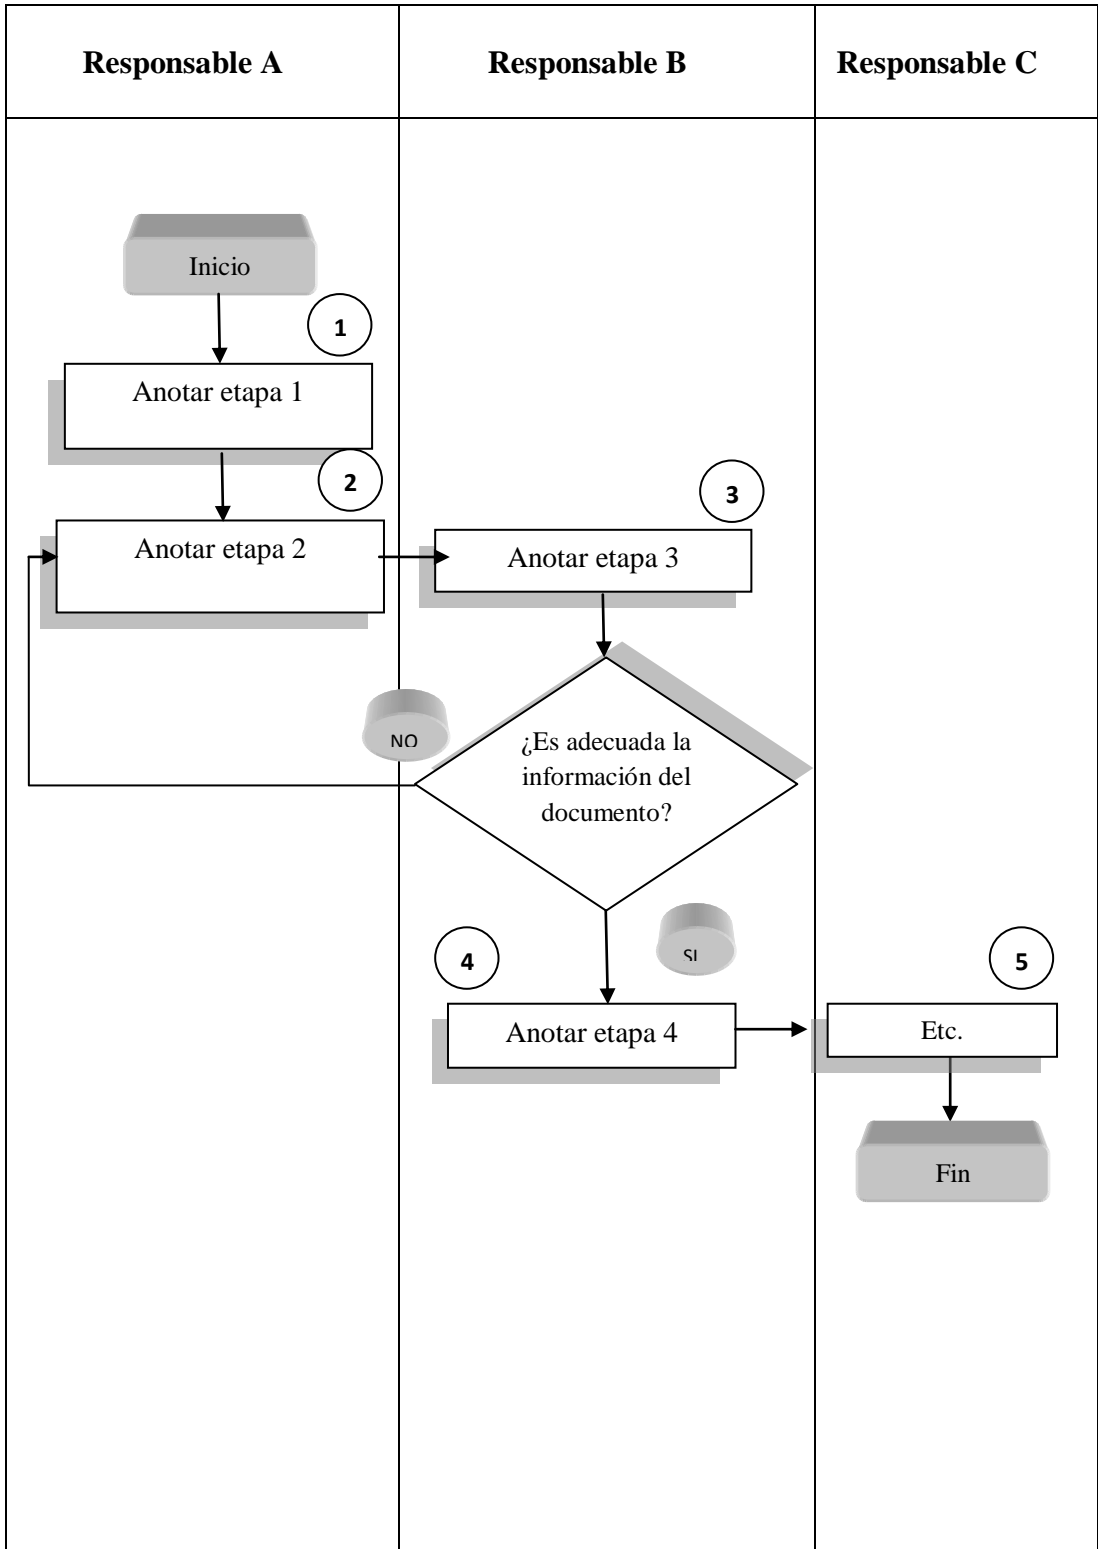 Responsable A
Responsable B
Responsable C
Inicio
1
Anotar etapa 1
2
Anotar etapa 2
3
Anotar etapa 3
NO
¿Es adecuada la
información del
documento?
SI
4
Anotar etapa 4
5
Etc.
Fin